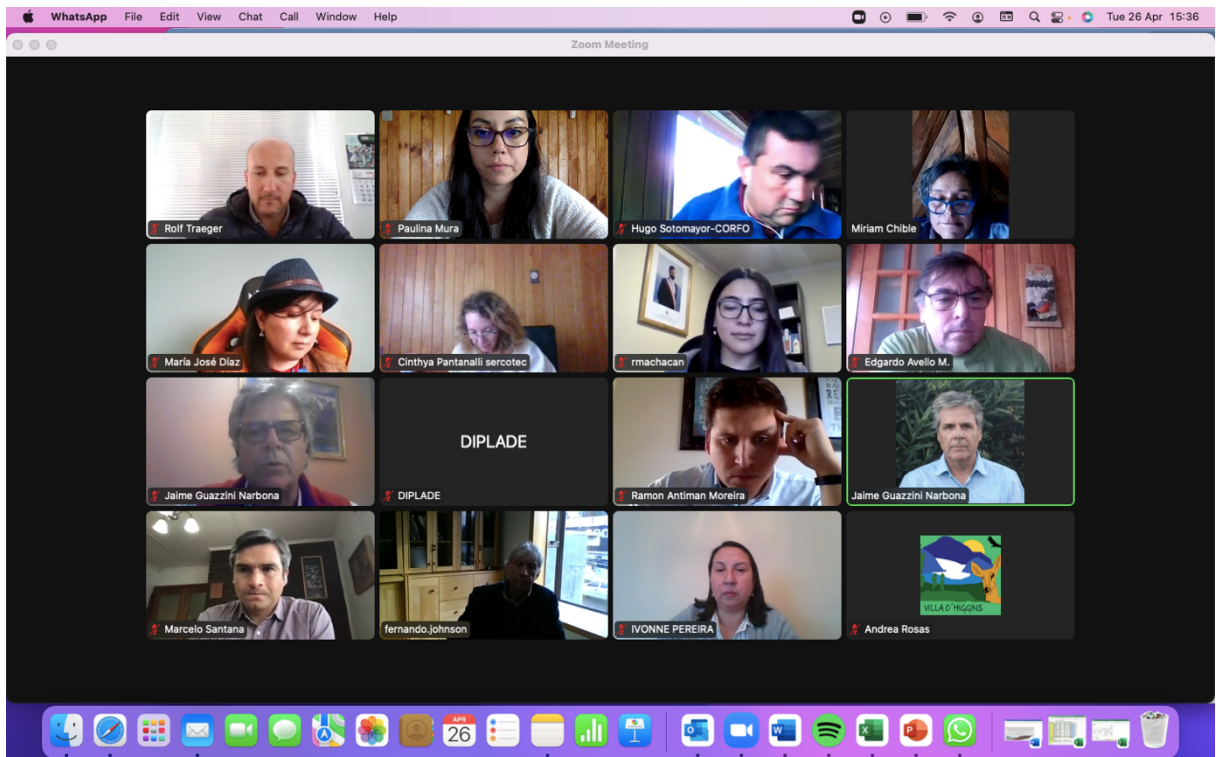 WhatsApp File Edit View Chat Call Window Help
Tue 26 Apr 15:36
Zoom Meeting
Rolf Traeger
Paulina Mura
Hugo Sotomayor-CORFO
Miriam Chible
María José Díaz
Cinthya Pantanalli sercotec
rmachacan
Edgardo Avello M.
Jaime Guazzini Narbona
DIPLADE
DIPLADE
Ramon Antiman Moreira
Jaime Guazzini Narbona
Marcelo Santana
fernando.johnson
IVONNE PEREIRA
VILLA O'HIGGINS
Andrea Rosas
APR
26